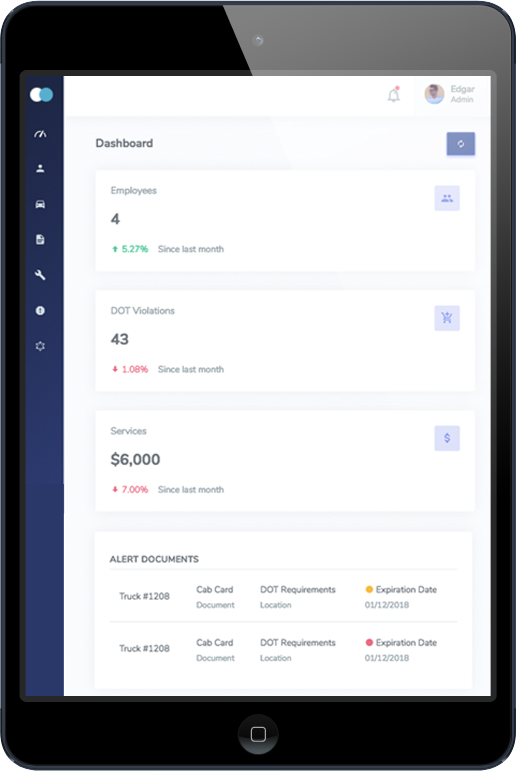 Edgar
Admin
Dashboard
Employees
4
5.27% Since last month
DOT Violations
43
1.08% Since last month
Services
$6,000
$
7.00% Since last month
ALERT DOCUMENTS
Truck #1208 Cab Card DOT Requirements Expiration Date
Document Location 01/12/2018
Truck #1208 Cab Card DOT Requirements Expiration Date
Document Location 01/12/2018